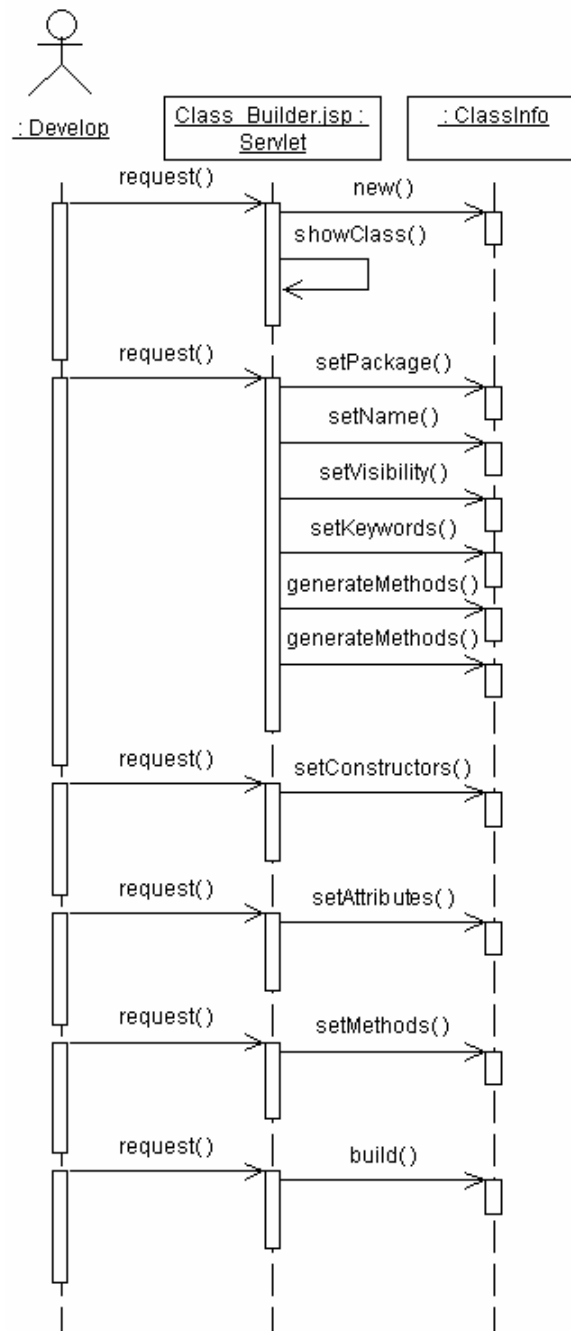 : Develop
Class_Builder.jsp :
Servlet
: ClassInfo
request()
new()
showClass()
request()
setPackage()
setName()
setVisibility()
setKeywords()
generateMethods()
generateMethods()
request()
setConstructors()
request()
setAttributes()
request()
setMethods()
request()
build()